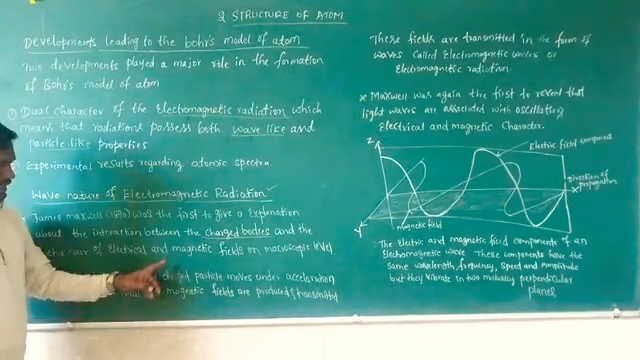 2 STRUCTURE OF ATOM
Developments leading to the bohr's model of atom
Two developments played a major role in the formation
of Bohr's model of atom
① Dual character of the electromagnetic radiation which
means that radiations possess both wave like and
particle like properties
Experimental results regarding atomic spectra.
Wave nature of Electromagnetic Radiation
James maxwell (1870) was the first to give a Explanation
about the interaction between the charged bodies and the
behaviour of Electrical and magnetic fields on macroscopic level
particle moves under acceleration
magnetic fields are produced & transmitted
These fields are transmitted in the form of
waves called Electromagnetic waves or
Electromagnetic radiation.
* Maxwell was again the first to reveal that
light waves are associated with oscillating
Electrical and magnetic Character.
Z
Electric field component
Direction of
propagation
X
Y
magnetic field
The electric and magnetic field components of an
Electromagnetic wave. These components have the
same wavelength, frequency, speed and amplitude
but they vibrate in two mutually perpendicular
planes